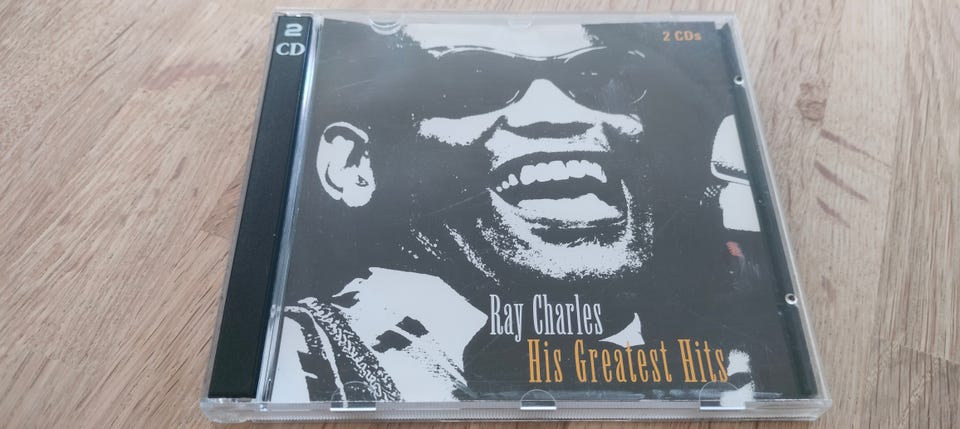 2
CD
2 CDs
Ray Charles
His Greatest Hits